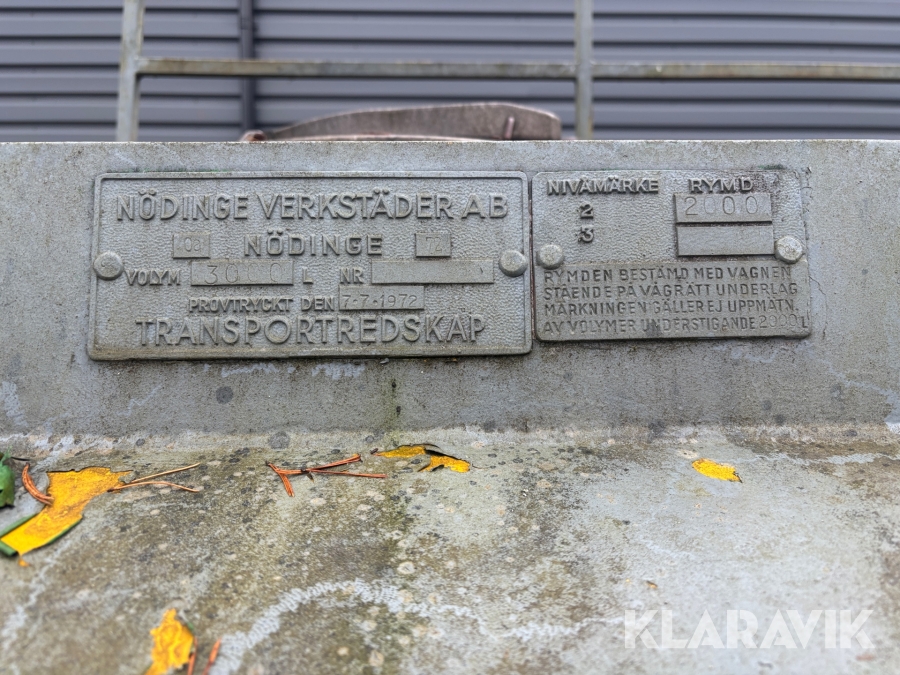 NÖDINGE VERKSTÄDER AB
NÖDINGE 72
VOLYM 3000 L NR
PROVTRYCKT DEN 7-7-1972
TRANSPORTREDSKAP
NIVÅMÄRKE RYMD
2 2000
3
RYMDEN BESTÄMD MED VAGNEN
STÅENDE PÅ VÅGRÄTT UNDERLAG
MÄRKNINGEN GÄLLER EJ UPPMÄTN.
AV VOLYMER UNDERSTIGANDE
KLARAVIK